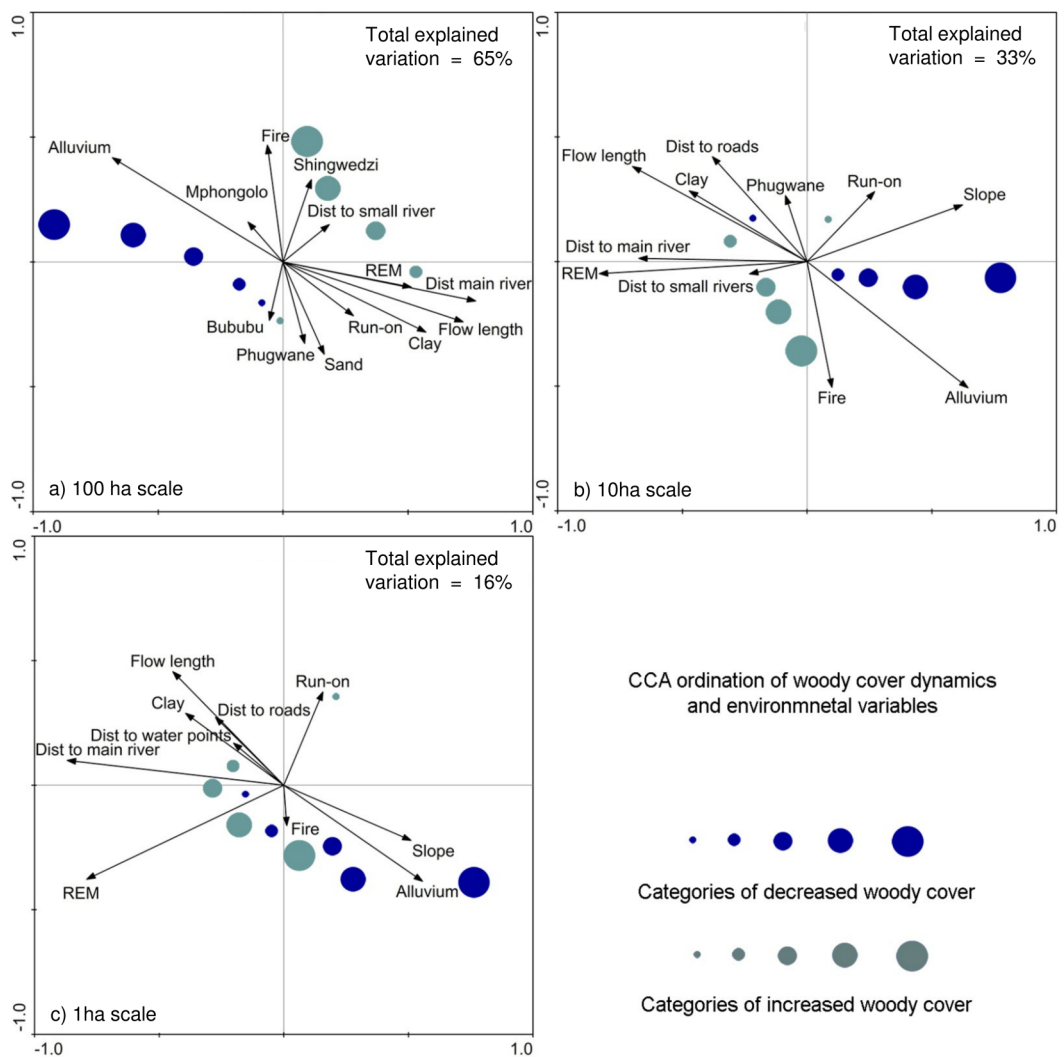 1.0
Total explained
variation = 65%
Fire
Alluvium
Shingwedzi
Mphongolo
Dist to small river
REM
Dist main river
Bububu
Run-on
Flow length
Clay
Phugwane
Sand
a) 100 ha scale
-1.0
-1.0
1.0
1.0
Total explained
variation = 33%
Dist to roads
Flow length
Clay
Phugwane
Run-on
Slope
Dist to main river
REM
Dist to small rivers
Fire
Alluvium
b) 10ha scale
-1.0
-1.0
1.0
1.0
Total explained
variation = 16%
Flow length
Run-on
Clay
Dist to roads
Dist to water points
Dist to main river
Fire
Slope
REM
Alluvium
c) 1ha scale
-1.0
-1.0
1.0
CCA ordination of woody cover dynamics
and environmnetal variables
Categories of decreased woody cover
Categories of increased woody cover